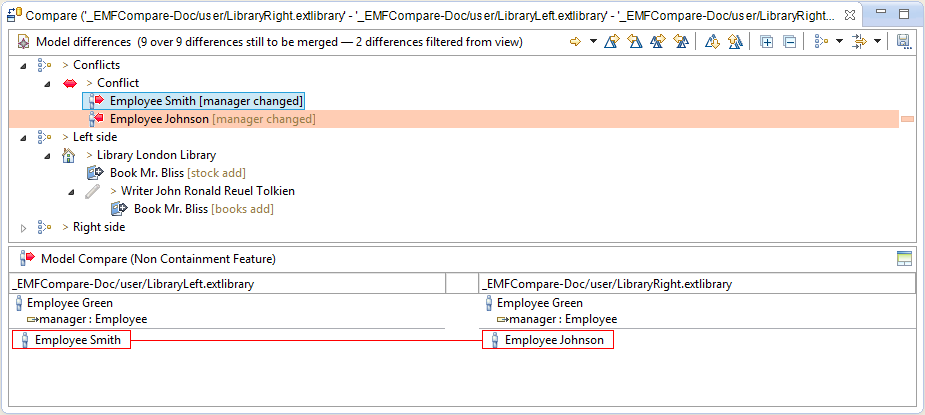 Compare ('_EMFCompare-Doc/user/LibraryRight.extlibrary' - '_EMFCompare-Doc/user/LibraryLeft.extlibrary' - '_EMFCompare-Doc/user/LibraryRight...
Model differences (9 over 9 differences still to be merged — 2 differences filtered from view)
> Conflicts
> Conflict
Employee Smith [manager changed]
Employee Johnson [manager changed]
> Left side
> Library London Library
Book Mr. Bliss [stock add]
> Writer John Ronald Reuel Tolkien
Book Mr. Bliss [books add]
> Right side
Model Compare (Non Containment Feature)
_EMFCompare-Doc/user/LibraryLeft.extlibrary
_EMFCompare-Doc/user/LibraryRight.extlibrary
Employee Green
Employee Green
manager : Employee
manager : Employee
Employee Smith
Employee Johnson